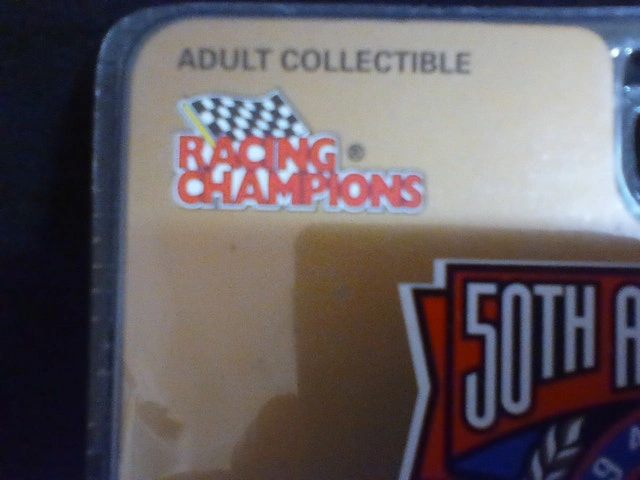 ADULT COLLECTIBLE
RACING ®
CHAMPIONS
50TH A